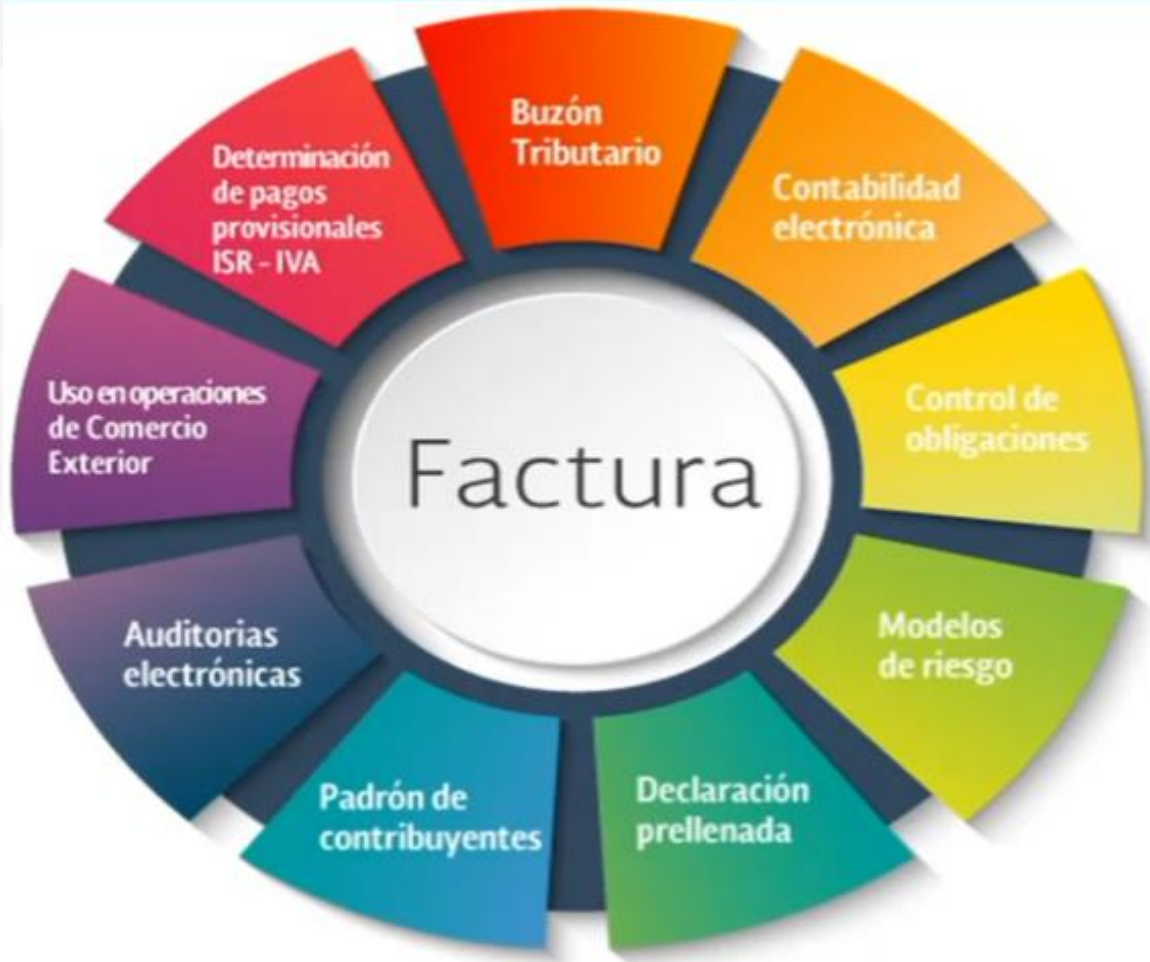 Buzón
Tributario
Contabilidad
electrónica
Control de
obligaciones
Modelos
de riesgo
Declaración
prellenada
Padrón de
contribuyentes
Auditorias
electrónicas
Uso en operaciones
de Comercio
Exterior
Determinación
de pagos
provisionales
ISR – IVA
Factura